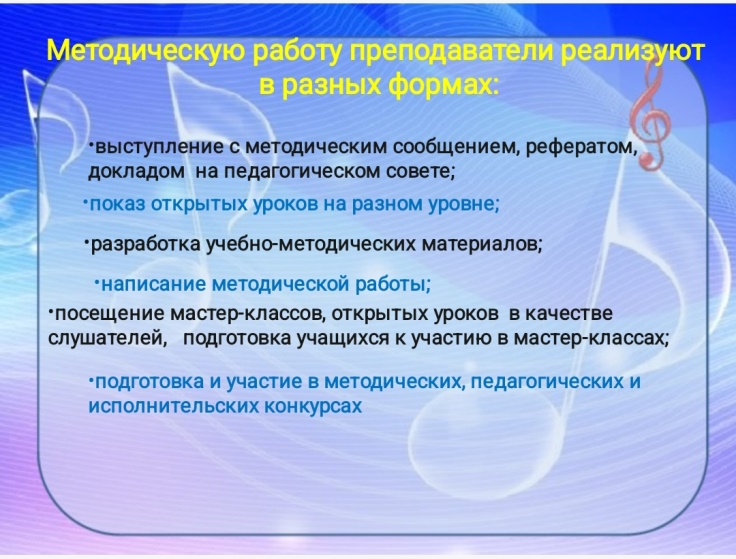 Методическую работу преподаватели реализуют
в разных формах:
•выступление с методическим сообщением, рефератом,
докладом на педагогическом совете;
•показ открытых уроков на разном уровне;
•разработка учебно-методических материалов;
•написание методической работы;
•посещение мастер-классов, открытых уроков в качестве
слушателей, подготовка учащихся к участию в мастер-классах;
•подготовка и участие в методических, педагогических и
исполнительских конкурсах